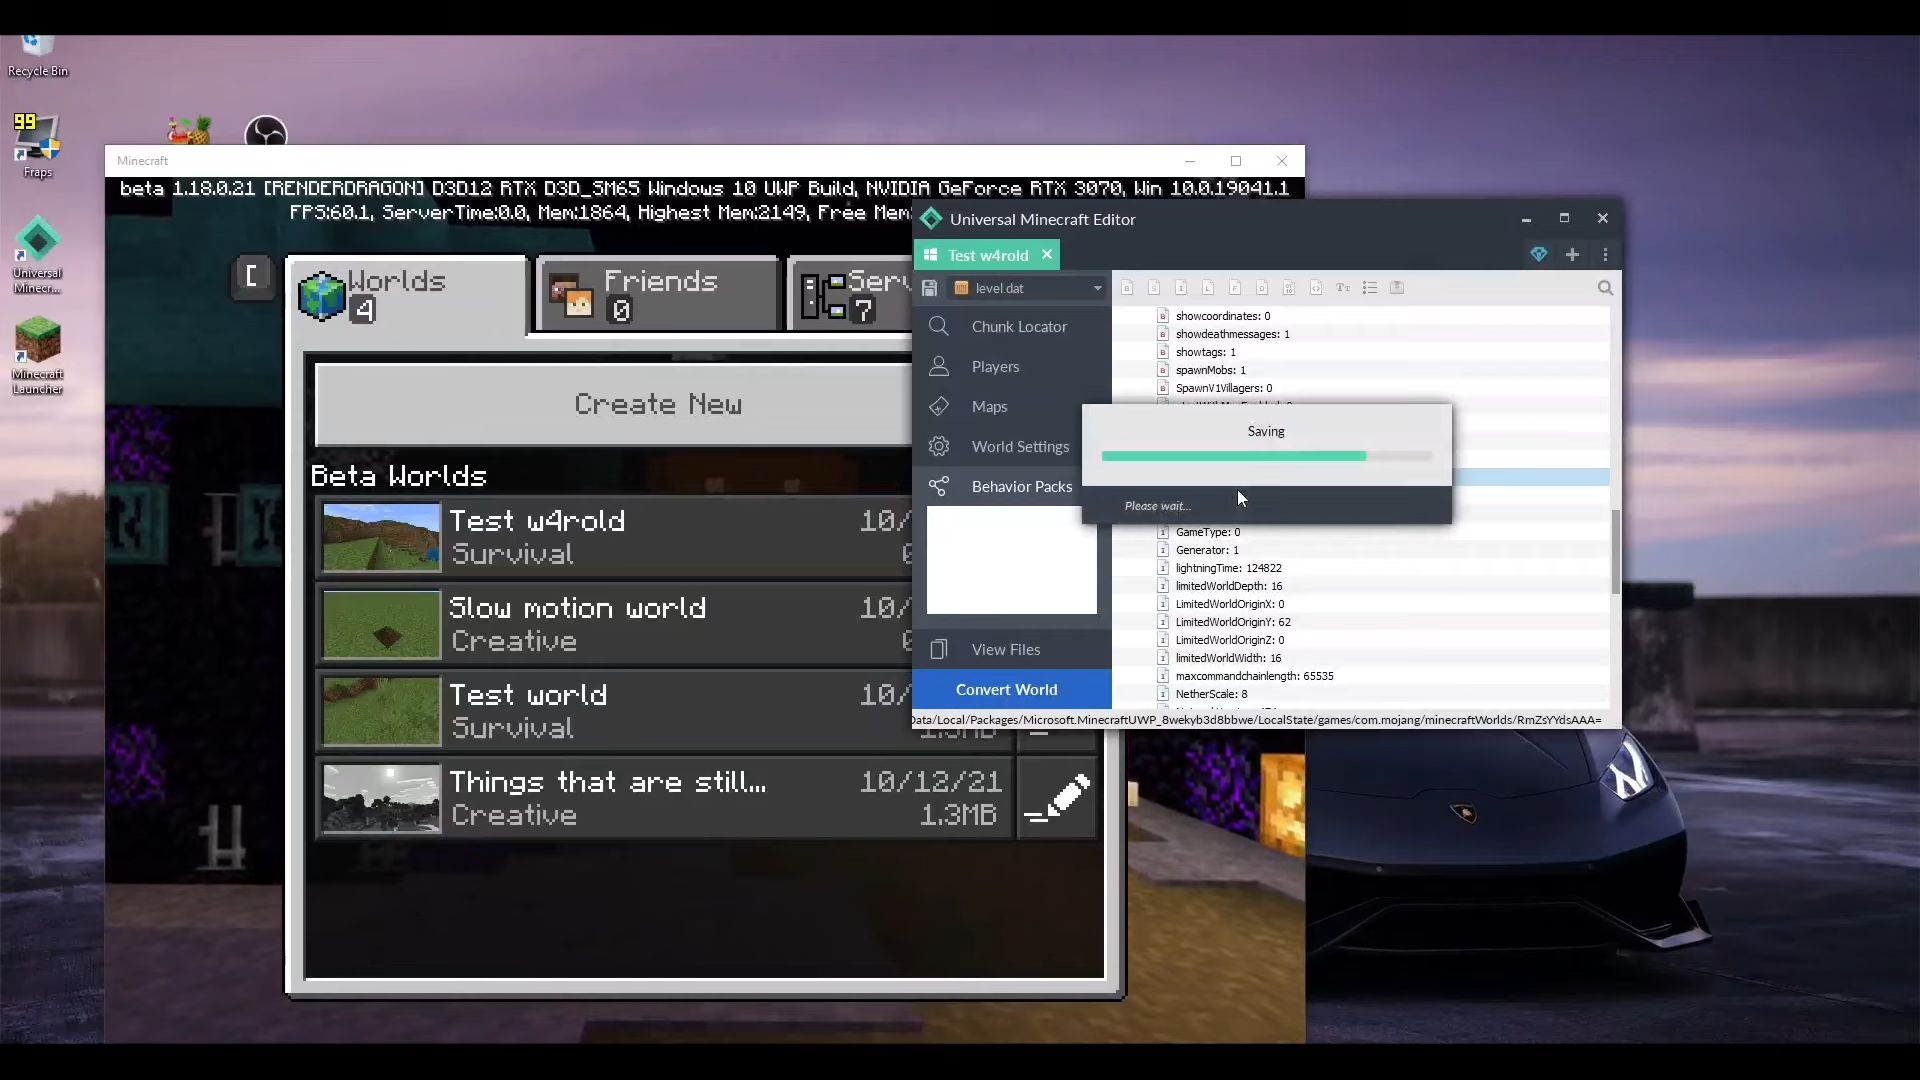 Recycle Bin
99
Fraps
Universal
Minecr...
Minecraft
Launcher
Minecraft
beta 1.18.0.21 [RENDERDRAGON] D3D12 RTX D3D_SM65 Windows 10 UWP Build, NVIDIA GeForce RTX 3070, Win 10.0.19041.1
FPS:60.1, ServerTime:0.0, Mem:1864, Highest Mem:2149, Free Mem:
[
Worlds
4
Friends
0
Serv
7
Create New
Beta Worlds
Test w4rold
10/
Survival
Slow motion world
10/
Creative
Test world
10/
Survival
1.3MB
Things that are still...
10/12/21
Creative
1.3MB
Universal Minecraft Editor
Test w4rold
level.dat
Chunk Locator
Players
Maps
World Settings
Behavior Packs
View Files
Convert World
showcoordinates: 0
showdeathmessages: 1
showtags: 1
spawnMobs: 1
SpawnV1Villagers: 0
Saving
Please wait...
GameType: 0
Generator: 1
lightningTime: 124822
limitedWorldDepth: 16
LimitedWorldOriginX: 0
LimitedWorldOriginY: 62
LimitedWorldOriginZ: 0
limitedWorldWidth: 16
maxcommandchainlength: 65535
NetherScale: 8
Data/Local/Packages/Microsoft.MinecraftUWP_8wekyb3d8bbwe/LocalState/games/com.mojang/minecraftWorlds/RmZsYYdsAAA=